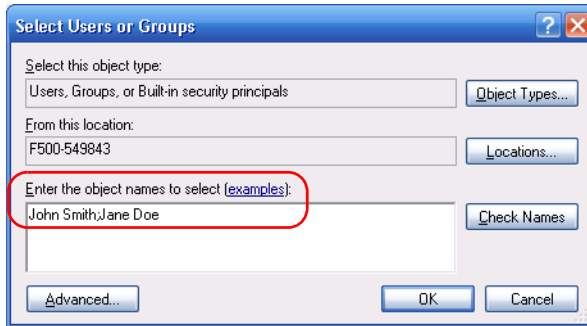 Select Users or Groups
Select this object type:
Users, Groups, or Built-in security principals
Object Types...
From this location:
F500-549843
Locations...
Enter the object names to select (examples):
John Smith;Jane Doe
Check Names
Advanced...
OK
Cancel